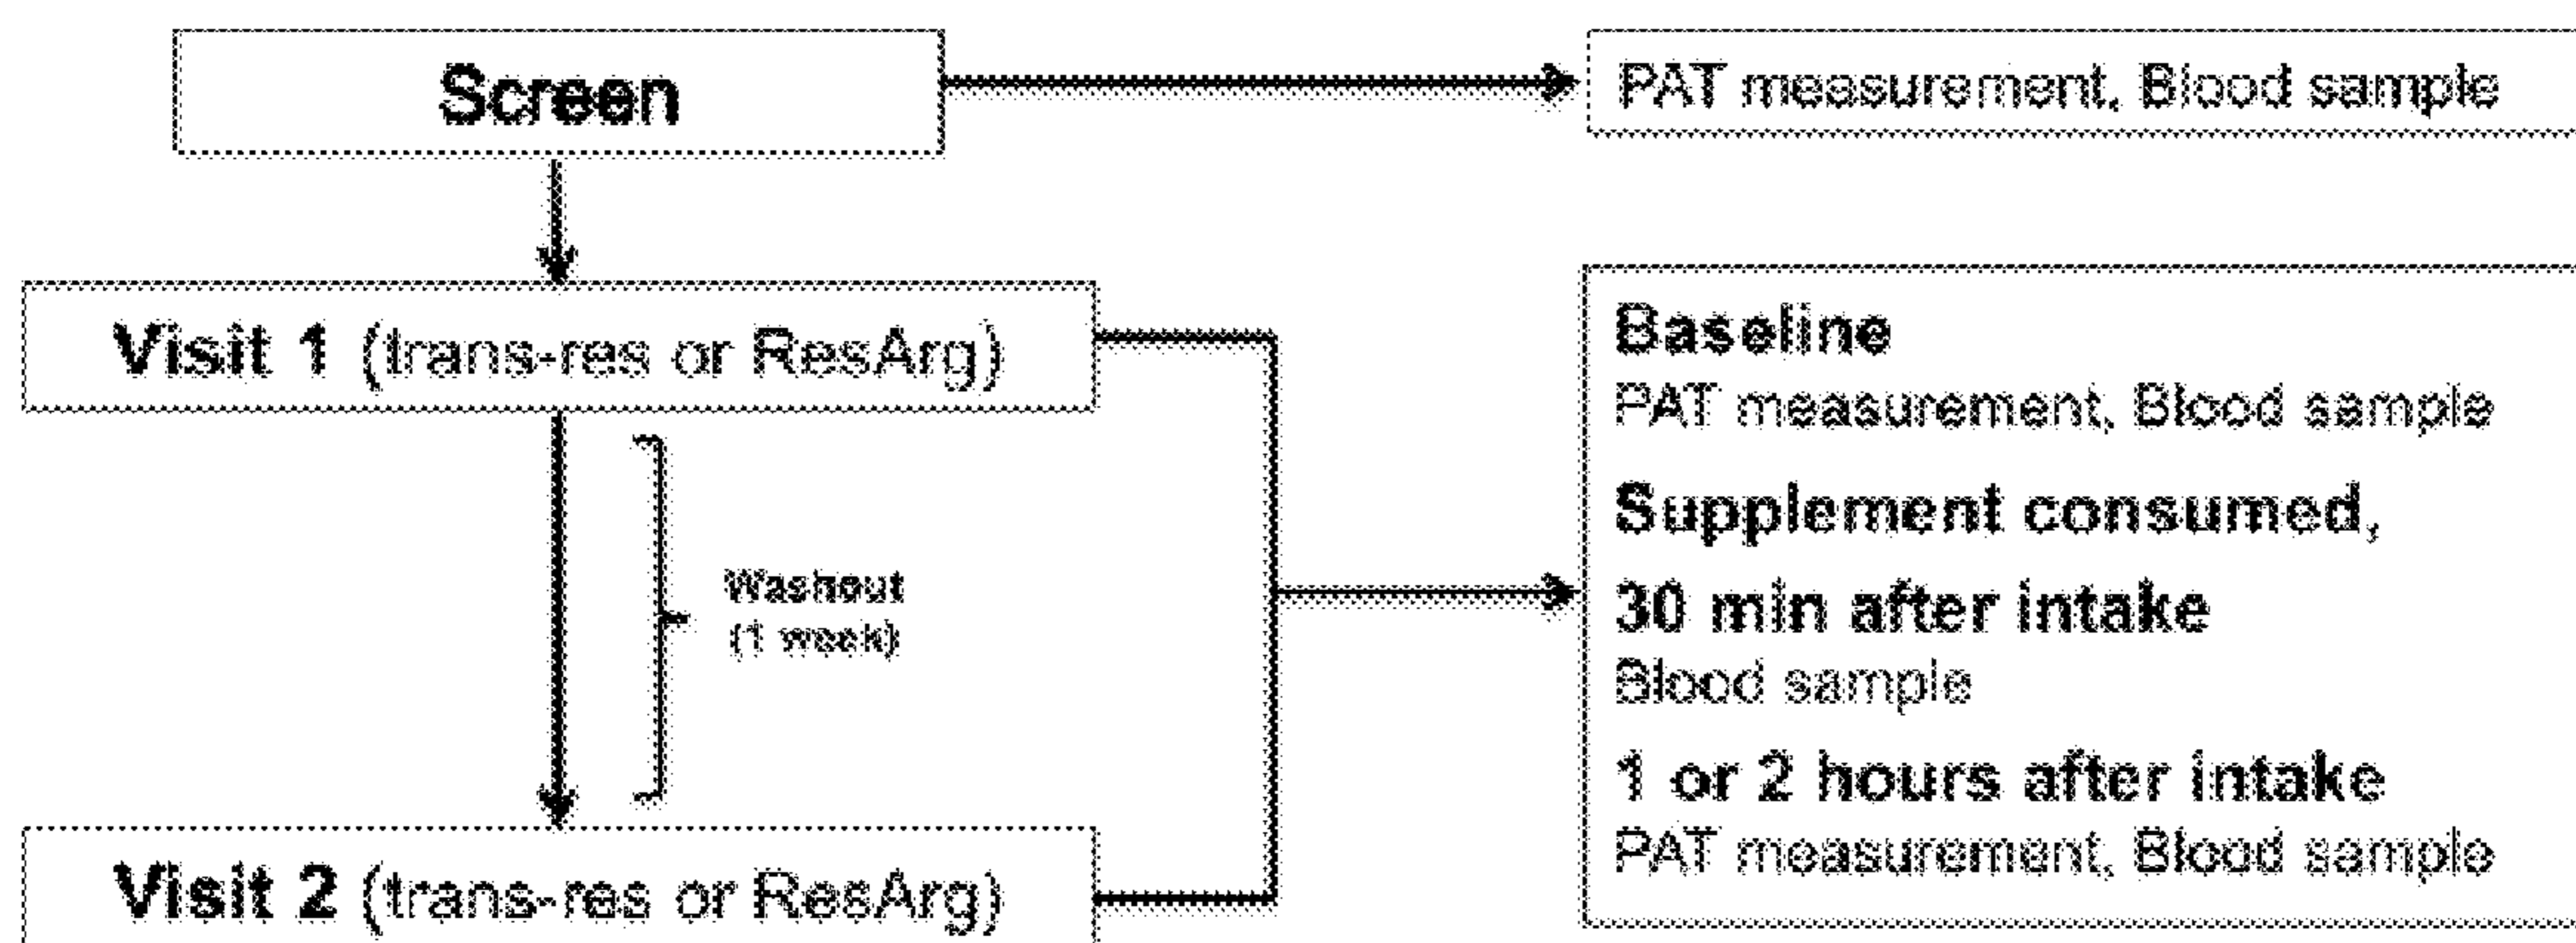 Screen
PAT measurement, Blood sample
Visit 1 (trans-res or ResArg)
Washout
(1 week)
Visit 2 (trans-res or ResArg)
Baseline
PAT measurement, Blood sample
Supplement consumed,
30 min after intake
Blood sample
1 or 2 hours after intake
PAT measurement, Blood sample